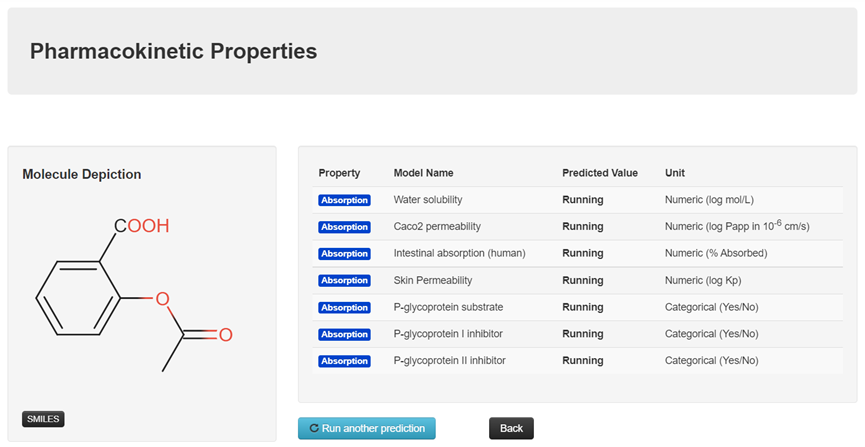 Pharmacokinetic Properties
Molecule Depiction
COOH
O
O
SMILES
Property Model Name Predicted Value Unit
Absorption Water solubility Running Numeric (log mol/L)
Absorption Caco2 permeability Running Numeric (log Papp in 10⁻⁶ cm/s)
Absorption Intestinal absorption (human) Running Numeric (% Absorbed)
Absorption Skin Permeability Running Numeric (log Kp)
Absorption P-glycoprotein substrate Running Categorical (Yes/No)
Absorption P-glycoprotein I inhibitor Running Categorical (Yes/No)
Absorption P-glycoprotein II inhibitor Running Categorical (Yes/No)
Run another prediction Back